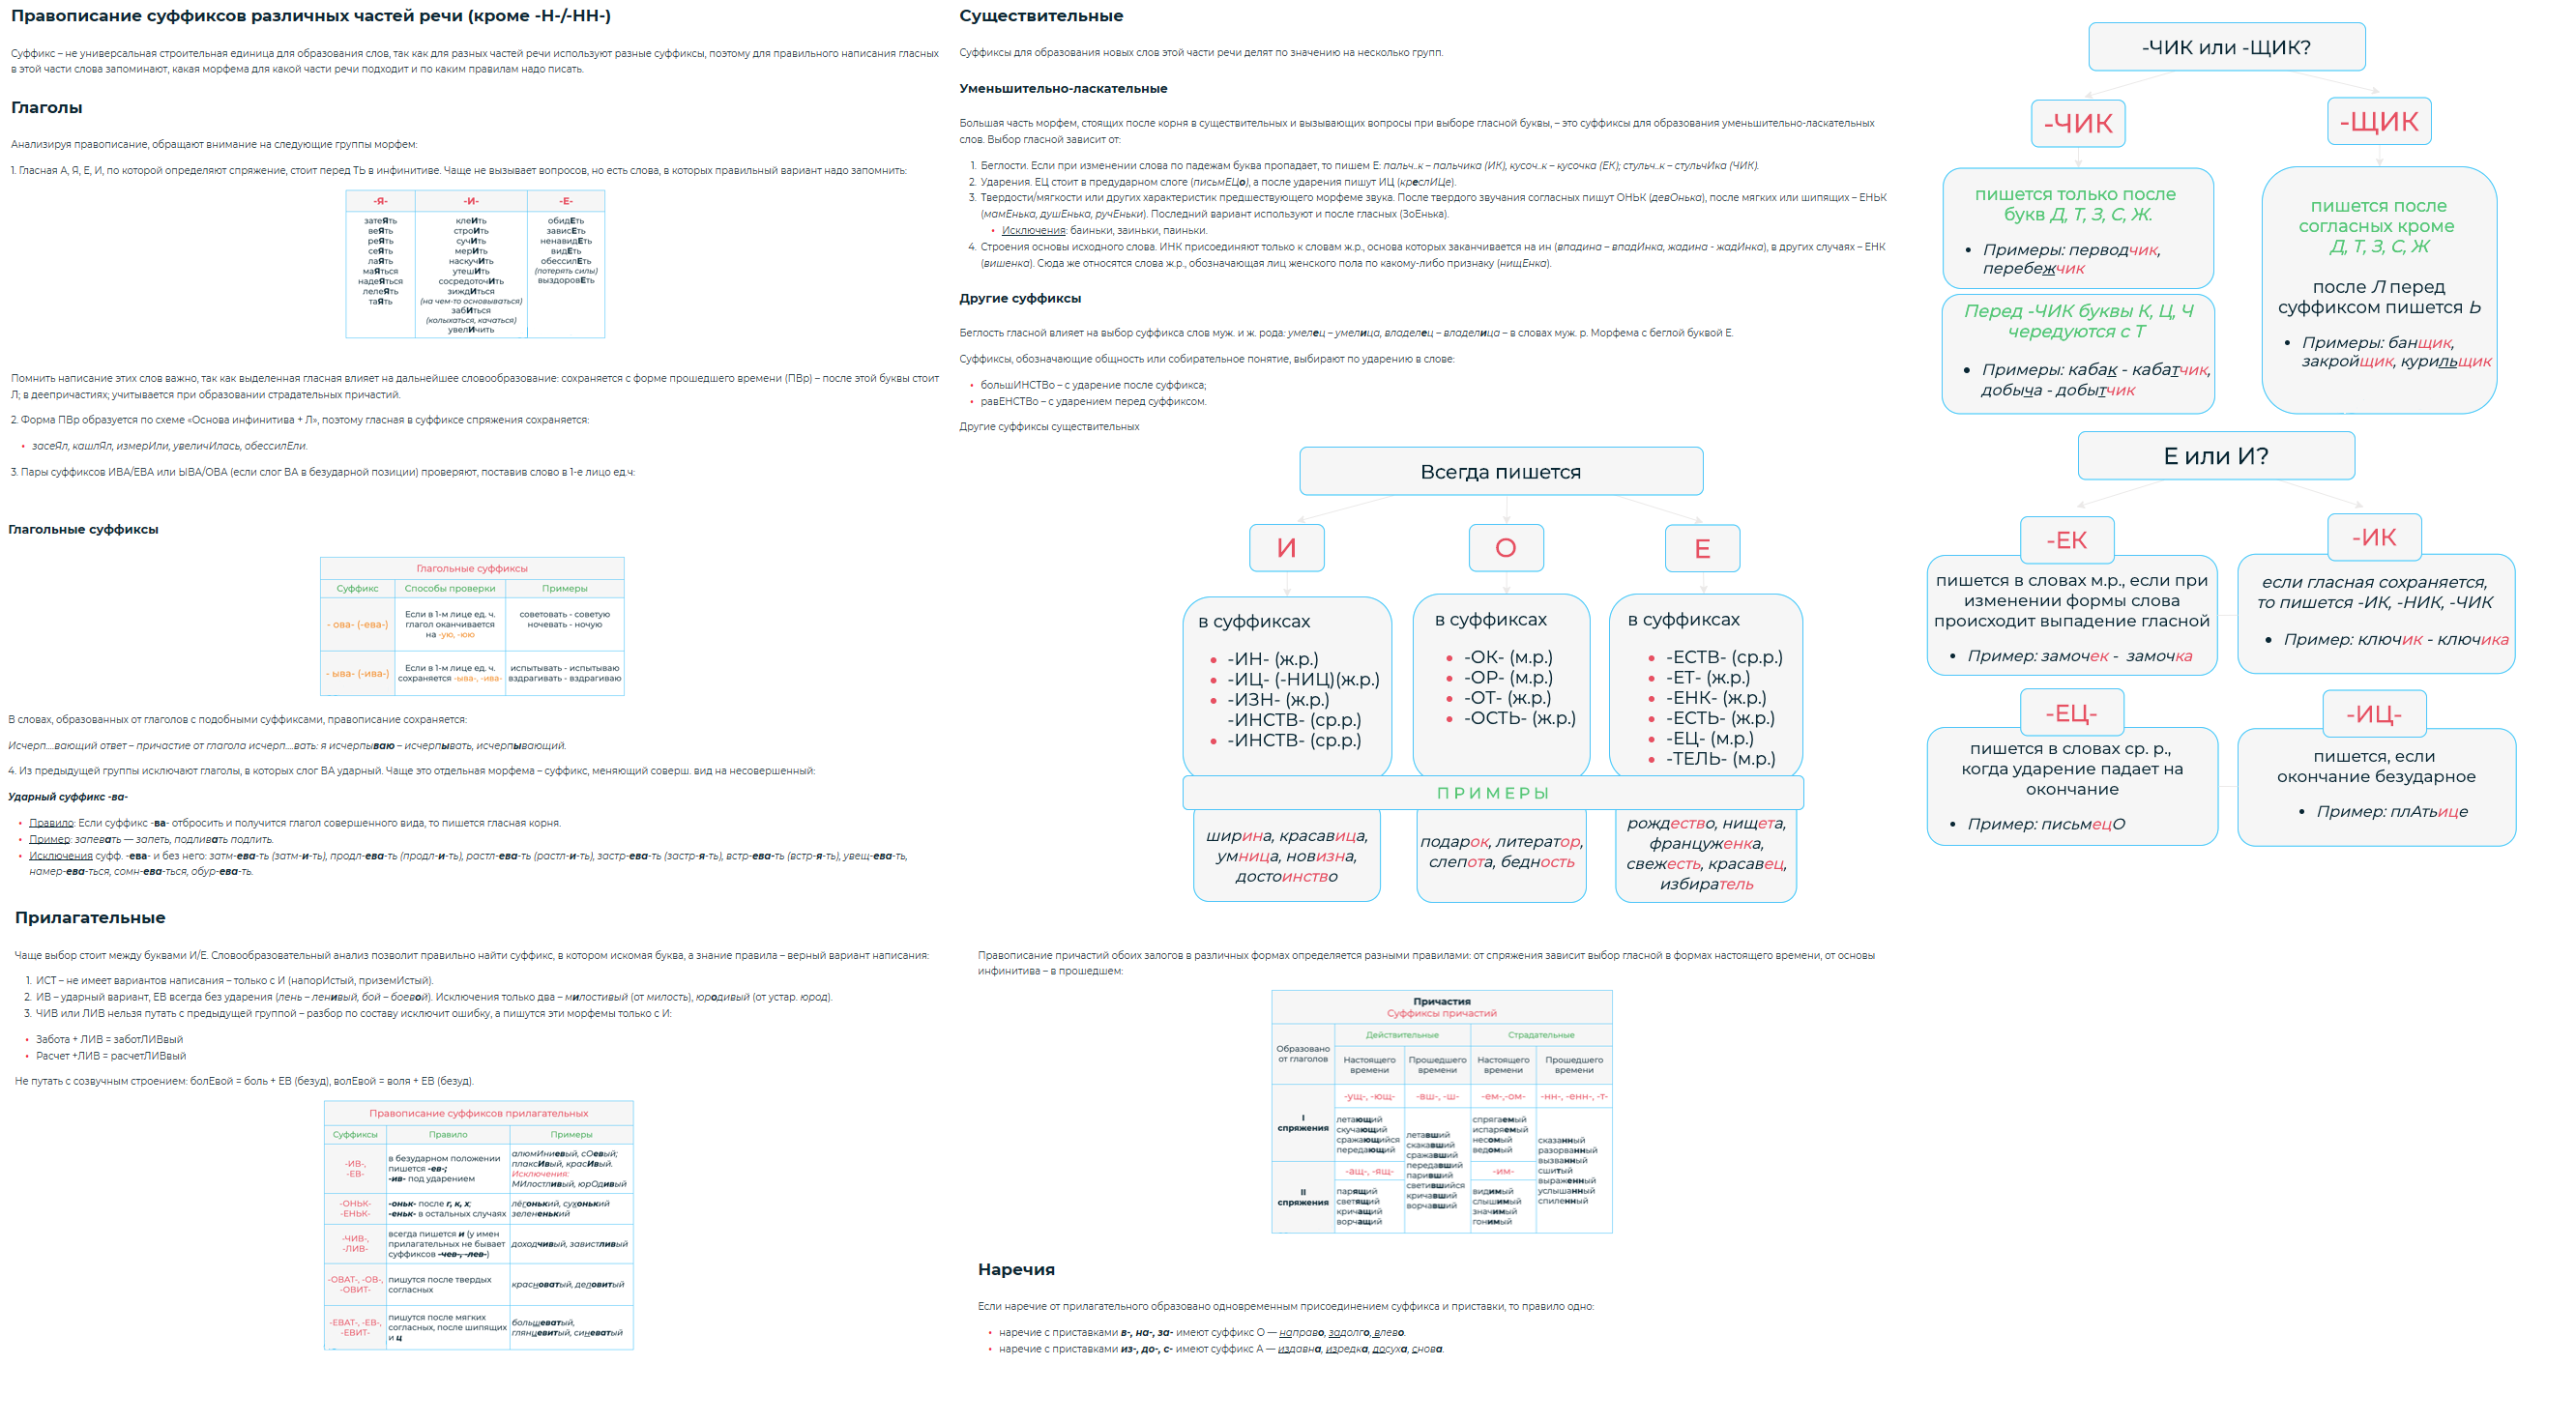 Правописание суффиксов различных частей речи (кроме -Н-/-НН-)
Суффикс – не универсальная строительная единица для образования слов, так как для разных частей речи используют разные суффиксы, поэтому для правильного написания гласных
в этой части слова запоминают, какая морфема для какой части речи подходит и по каким правилам надо писать.
Глаголы
Анализируя правописание, обращают внимание на следующие группы морфем:
1. Гласная А, Я, Е, И, по которой определяют спряжение, стоит перед ТЬ в инфинитиве. Чаще не вызывает вопросов, но есть слова, в которых правильный вариант надо запомнить:
-Я-
затеЯть
веЯть
реЯть
сеЯть
лаЯть
маЯться
надеЯться
лелеЯть
таЯть
-И-
клеИть
строИть
сучИть
мерИть
наскучИть
утешИть
сосредоточИть
зиждИться
(на чем-то основываться)
забИться
(колыхаться, качаться)
увелИчить
-Е-
обидЕть
зависЕть
ненавидЕть
видЕть
обессилЕть
(потерять силы)
выздоровЕть
Помнить написание этих слов важно, так как выделенная гласная влияет на дальнейшее словообразование: сохраняется с форме прошедшего времени (ПВр) – после этой буквы стоит
Л; в деепричастиях; учитывается при образовании страдательных причастий.
2. Форма ПВр образуется по схеме «Основа инфинитива + Л», поэтому гласная в суффиксе спряжения сохраняется:
• засеЯл, кашлЯл, измерИли, увеличИлась, обессилЕли.
3. Пары суффиксов ИВА/ЕВА или ЫВА/ОВА (если слог ВА в безударной позиции) проверяют, поставив слово в 1-е лицо ед.ч:
Глагольные суффиксы
Глагольные суффиксы
Суффикс Способы проверки Примеры
- ова- (-ева-)
Если в 1-м лице ед. ч.
глагол оканчивается
на -ую, -юю
советовать - советую
ночевать - ночую
- ыва- (-ива-)
Если в 1-м лице ед. ч.
сохраняется -ыва-, -ива-
испытывать - испытываю
вздрагивать - вздрагиваю
В словах, образованных от глаголов с подобными суффиксами, правописание сохраняется:
Исчерп....вающий ответ – причастие от глагола исчерп....вать: я исчерпываю – исчерпывать, исчерпывающий.
4. Из предыдущей группы исключают глаголы, в которых слог ВА ударный. Чаще это отдельная морфема – суффикс, меняющий соверш. вид на несовершенный:
Ударный суффикс -ва-
• Правило: Если суффикс -ва- отбросить и получится глагол совершенного вида, то пишется гласная корня.
• Пример: запевать — запеть, подливать подлить.
• Исключения суфф. -ева- и без него: затм-ева-ть (затм-и-ть), продл-ева-ть (продл-и-ть), растл-ева-ть (растл-и-ть), застр-ева-ть (застр-я-ть), встр-ева-ть (встр-я-ть), увещ-ева-ть,
намер-ева-ться, сомн-ева-ться, обур-ева-ть.
Прилагательные
Чаще выбор стоит между буквами И/Е. Словообразовательный анализ позволит правильно найти суффикс, в котором искомая буква, а знание правила – верный вариант написания:
1. ИСТ – не имеет вариантов написания – только с И (напорИстый, приземИстый).
2. ИВ – ударный вариант, ЕВ всегда без ударения (лень – ленивый, бой – боевой). Исключения только два – милостивый (от милость), юродивый (от устар. юрод).
3. ЧИВ или ЛИВ нельзя путать с предыдущей группой – разбор по составу исключит ошибку, а пишутся эти морфемы только с И:
• Забота + ЛИВ = заботЛИВвый
• Расчет +ЛИВ = расчетЛИВвый
Не путать с созвучным строением: болЕвой = боль + ЕВ (безуд), волЕвой = воля + ЕВ (безуд).
Правописание суффиксов прилагательных
Суффиксы Правило Примеры
-ИВ-,
-ЕВ-
в безударном положении
пишется -ев-;
-ив- под ударением
алюмИниевый, сОевый;
плаксИвый, красИвый.
Исключения:
МИлостливый, юрОдивый
-ОНЬК-
-ЕНЬК-
-оньк- после г, к, х;
-еньк- в остальных случаях
лёгонький, сухонький
зелененький
-ЧИВ-,
-ЛИВ-
всегда пишется и (у имен
прилагательных не бывает
суффиксов -чев-, -лев-)
доходчивый, завистливый
-ОВАТ-, -ОВ-,
-ОВИТ-
пишутся после твердых
согласных
красноватый, деловитый
-ЕВАТ-, -ЕВ-,
-ЕВИТ-
пишутся после мягких
согласных, после шипящих
и ц
большеватый,
глянцевитый, синеватый
Существительные
Суффиксы для образования новых слов этой части речи делят по значению на несколько групп.
Уменьшительно-ласкательные
Большая часть морфем, стоящих после корня в существительных и вызывающих вопросы при выборе гласной буквы, – это суффиксы для образования уменьшительно-ласкательных
слов. Выбор гласной зависит от:
1. Беглости. Если при изменении слова по падежам буква пропадает, то пишем Е: пальч..к – пальчика (ИК), кусоч..к – кусочка (ЕК); стульч..к – стульчИка (ЧИК).
2. Ударения. ЕЦ стоит в предударном слоге (письмЕЦо), а после ударения пишут ИЦ (креслИЦе).
3. Твердости/мягкости или других характеристик предшествующего морфеме звука. После твердого звучания согласных пишут ОНЬК (девОнька), после мягких или шипящих – ЕНЬК
(мамЕнька, душЕнька, ручЕньки). Последний вариант используют и после гласных (ЗоЕнька).
• Исключения: баиньки, заиньки, паиньки.
4. Строения основы исходного слова. ИНК присоединяют только к словам ж.р., основа которых заканчивается на ин (впадина – впадИнка, жадина - жадИнка), в других случаях – ЕНК
(вишенка). Сюда же относятся слова ж.р., обозначающая лиц женского пола по какому-либо признаку (нищЕнка).
Другие суффиксы
Беглость гласной влияет на выбор суффикса слов муж. и ж. рода: умелец – умелица, владелец – владелица – в словах муж. р. Морфема с беглой буквой Е.
Суффиксы, обозначающие общность или собирательное понятие, выбирают по ударению в слове:
• большИНСТВо – с ударение после суффикса;
• равЕНСТВо – с ударением перед суффиксом.
Другие суффиксы существительных
Всегда пишется
И О Е
в суффиксах
• -ИН- (ж.р.)
• -ИЦ- (-НИЦ)(ж.р.)
• -ИЗН- (ж.р.)
-ИНСТВ- (ср.р.)
• -ИНСТВ- (ср.р.)
в суффиксах
• -ОК- (м.р.)
• -ОР- (м.р.)
• -ОТ- (ж.р.)
• -ОСТЬ- (ж.р.)
в суффиксах
• -ЕСТВ- (ср.р.)
• -ЕТ- (ж.р.)
• -ЕНК- (ж.р.)
• -ЕСТЬ- (ж.р.)
• -ЕЦ- (м.р.)
• -ТЕЛЬ- (м.р.)
ПРИМЕРЫ
ширина, красавица,
умница, новизна,
достоинство
подарок, литератор,
слепота, бедность
рождество, нищета,
француженка,
свежесть, красавец,
избиратель
Правописание причастий обоих залогов в различных формах определяется разными правилами: от спряжения зависит выбор гласной в формах настоящего времени, от основы
инфинитива – в прошедшем:
Причастия
Суффиксы причастий
Образовано
от глаголов
Действительные Страдательные
Настоящего
времени
Прошедшего
времени
Настоящего
времени
Прошедшего
времени
I
спряжения
-ущ-, -ющ- -вш-, -ш- -ем-,-ом- -нн-, -енн-, -т-
летающий
скучающий
сражающийся
передающий
летавший
скакавший
сражавший
передавший
паривший
светившийся
кричавший
ворчавший
спрягаемый
испаряемый
несомый
ведомый
сказанный
разорванный
вызванный
сшитый
выраженный
услышанный
спиленный
II
спряжения
-ащ-, -ящ- -им-
парящий
светящий
кричащий
ворчащий
видимый
слышимый
значимый
гонимый
Наречия
Если наречие от прилагательного образовано одновременным присоединением суффикса и приставки, то правило одно:
• наречие с приставками в-, на-, за- имеют суффикс О — направо, задолго, влево.
• наречие с приставками из-, до-, с- имеют суффикс А — издавна, изредка, досуха, снова.
-ЧИК или -ЩИК?
-ЧИК
пишется только после
букв Д, Т, З, С, Ж.
• Примеры: переводчик,
перебежчик
Перед -ЧИК буквы К, Ц, Ч
чередуются с Т
• Примеры: кабак - кабатчик,
добыча - добытчик
-ЩИК
пишется после
согласных кроме
Д, Т, З, С, Ж
после Л перед
суффиксом пишется Ь
• Примеры: банщик,
закройщик, курильщик
Е или И?
-ЕК
пишется в словах м.р., если при
изменении формы слова
происходит выпадение гласной
• Пример: замочек - замочка
-ИК
если гласная сохраняется,
то пишется -ИК, -НИК, -ЧИК
• Пример: ключик - ключика
-ЕЦ-
пишется в словах ср. р.,
когда ударение падает на
окончание
• Пример: письмецО
-ИЦ-
пишется, если
окончание безударное
• Пример: плАтьице